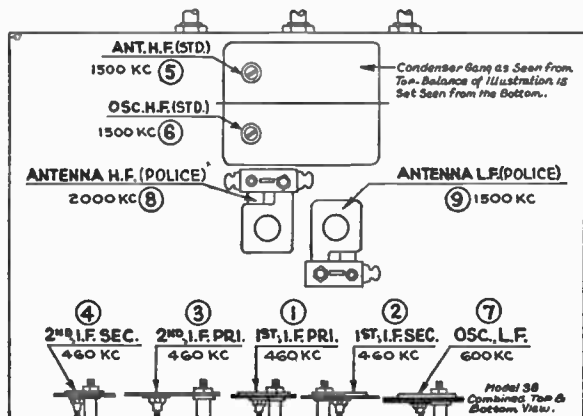 ANT. H.F. (STD.)
1500 KC ⑤
OSC. H.F. (STD.)
1500 KC ⑥
Condenser Gang as Seen from
Top-Balance of Illustration is
Set Seen from the Bottom.
ANTENNA H.F. (POLICE)
2000 KC ⑧
ANTENNA L.F. (POLICE)
⑨ 1500 KC
④ ③ ① ② ⑦
2ND, I.F. SEC. 2ND, I.F. PRI. 1ST, I.F. PRI. 1ST, I.F. SEC. OSC., L.F.
460 KC 460 KC 460 KC 460 KC 600 KC
Model 38
Combined Top &
Bottom View.